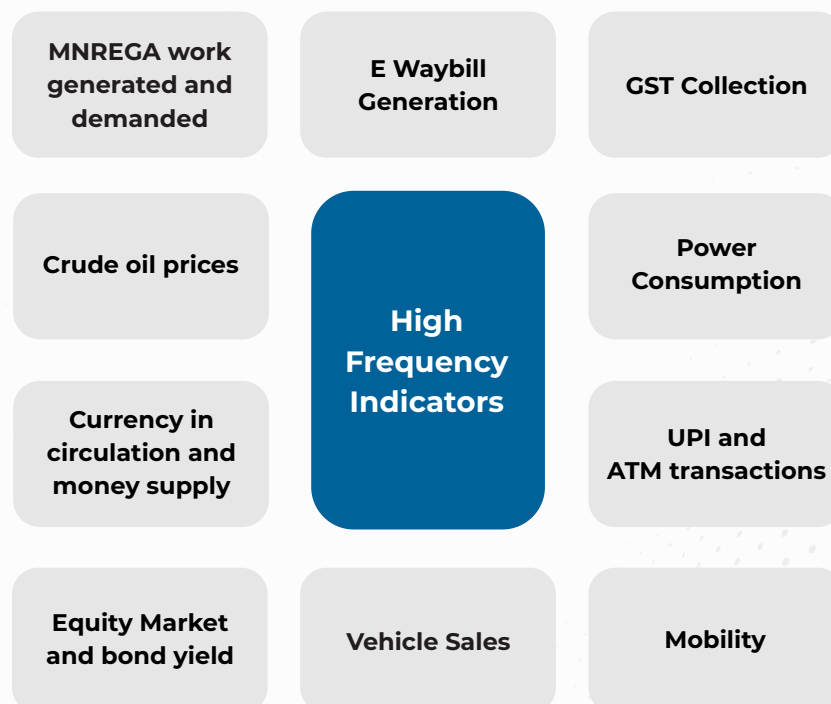 MNREGA work
generated and
demanded
E Waybill
Generation
GST Collection
Crude oil prices
High
Frequency
Indicators
Power
Consumption
Currency in
circulation and
money supply
UPI and
ATM transactions
Equity Market
and bond yield
Vehicle Sales
Mobility